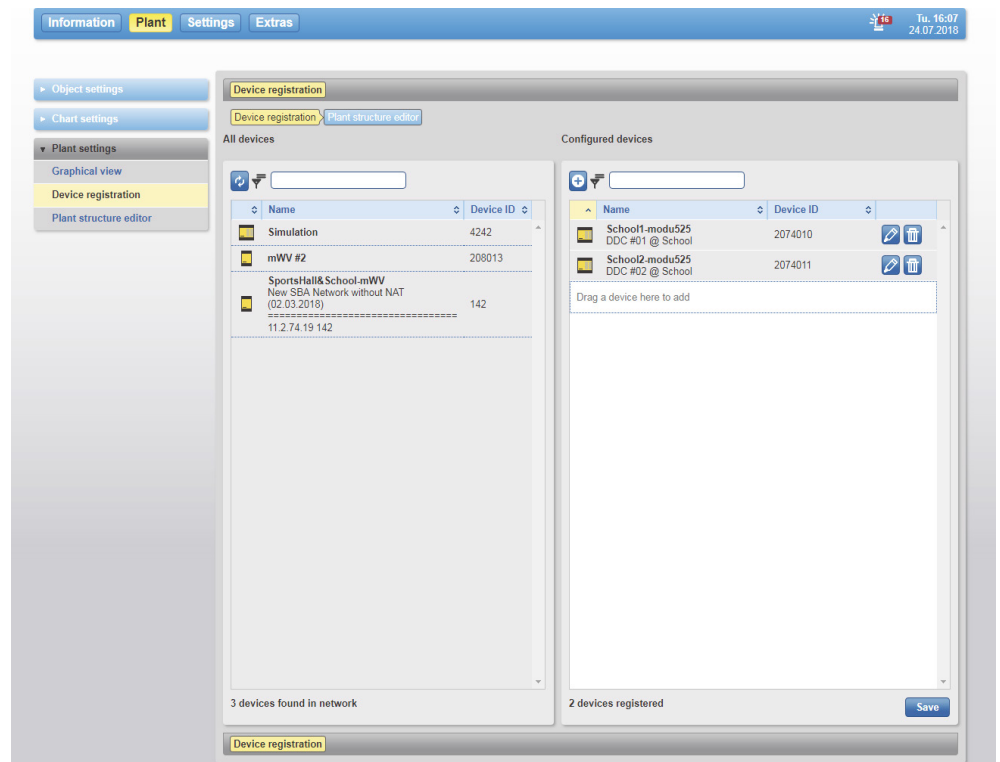 Information Plant Settings Extras 16 Tu. 16:07
24.07.2018
Object settings
Chart settings
Plant settings
Graphical view
Device registration
Plant structure editor
Device registration
Device registration Plant structure editor
All devices
Name Device ID
Simulation 4242
mWV #2 208013
SportsHall&School-mWV
New SBA Network without NAT
(02.03.2018) 142
==================================
11.2.74.19 142
3 devices found in network
Configured devices
Name Device ID
School1-modu525
DDC #01 @ School 2074010
School2-modu525
DDC #02 @ School 2074011
Drag a device here to add
2 devices registered Save
Device registration